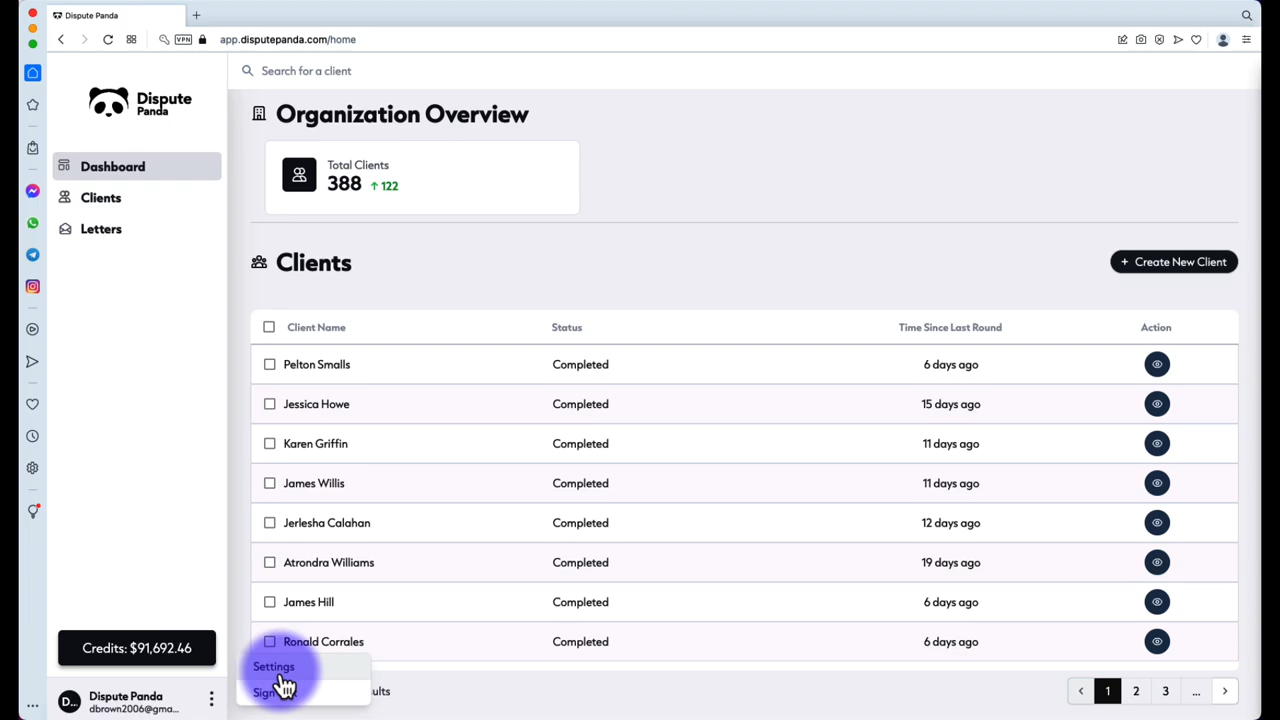 Dispute Panda
VPN
app.disputepanda.com/home
Dispute
Panda
Search for a client
Dashboard
Clients
Letters
Organization Overview
Total Clients
388 ↑ 122
Clients
+ Create New Client
Client Name Status Time Since Last Round Action
Pelton Smalls Completed 6 days ago
Jessica Howe Completed 15 days ago
Karen Griffin Completed 11 days ago
James Willis Completed 11 days ago
Jerlesha Calahan Completed 12 days ago
Atrondra Williams Completed 19 days ago
James Hill Completed 6 days ago
Ronald Corrales Completed 6 days ago
Credits: $91,692.46
Settings
Sign
D...
Dispute Panda
dbrown2006@gma...
1 2 3 ...